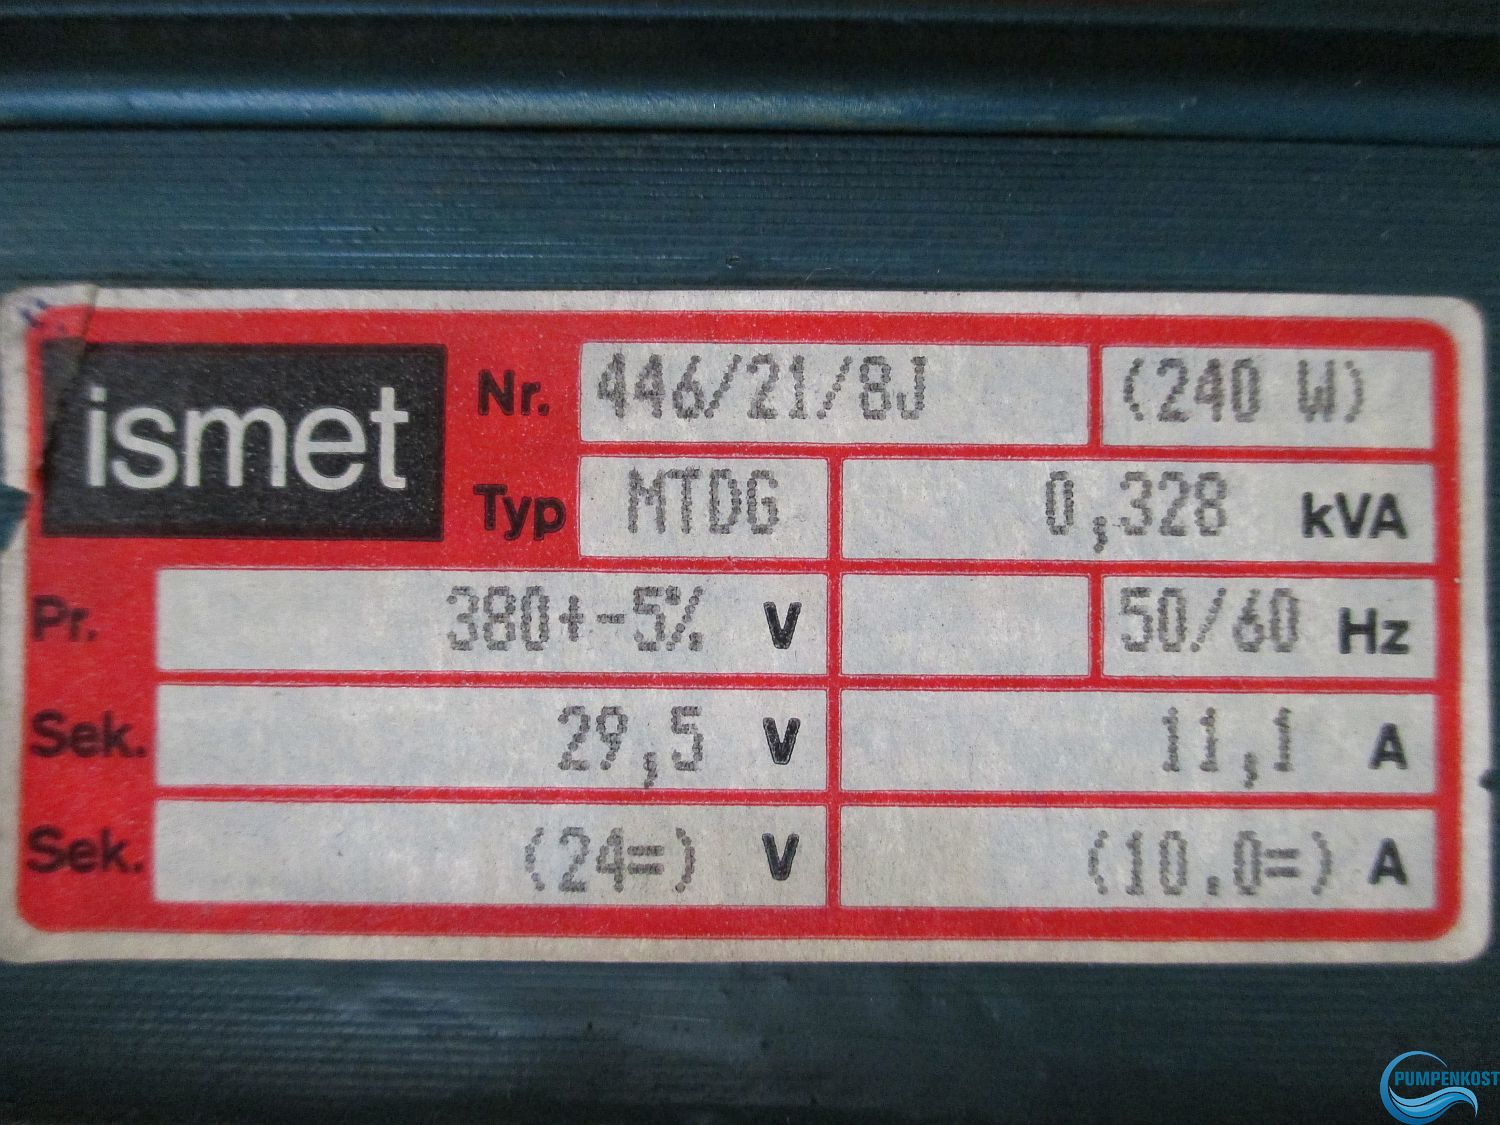 ismet
Nr. 446/21/8J (240 W)
Typ MTDG 0,328 kVA
Pr. 380+-5% V 50/60 Hz
Sek. 29,5 V 11,1 A
Sek. (24=) V (10.0=) A
PUMPENKOST